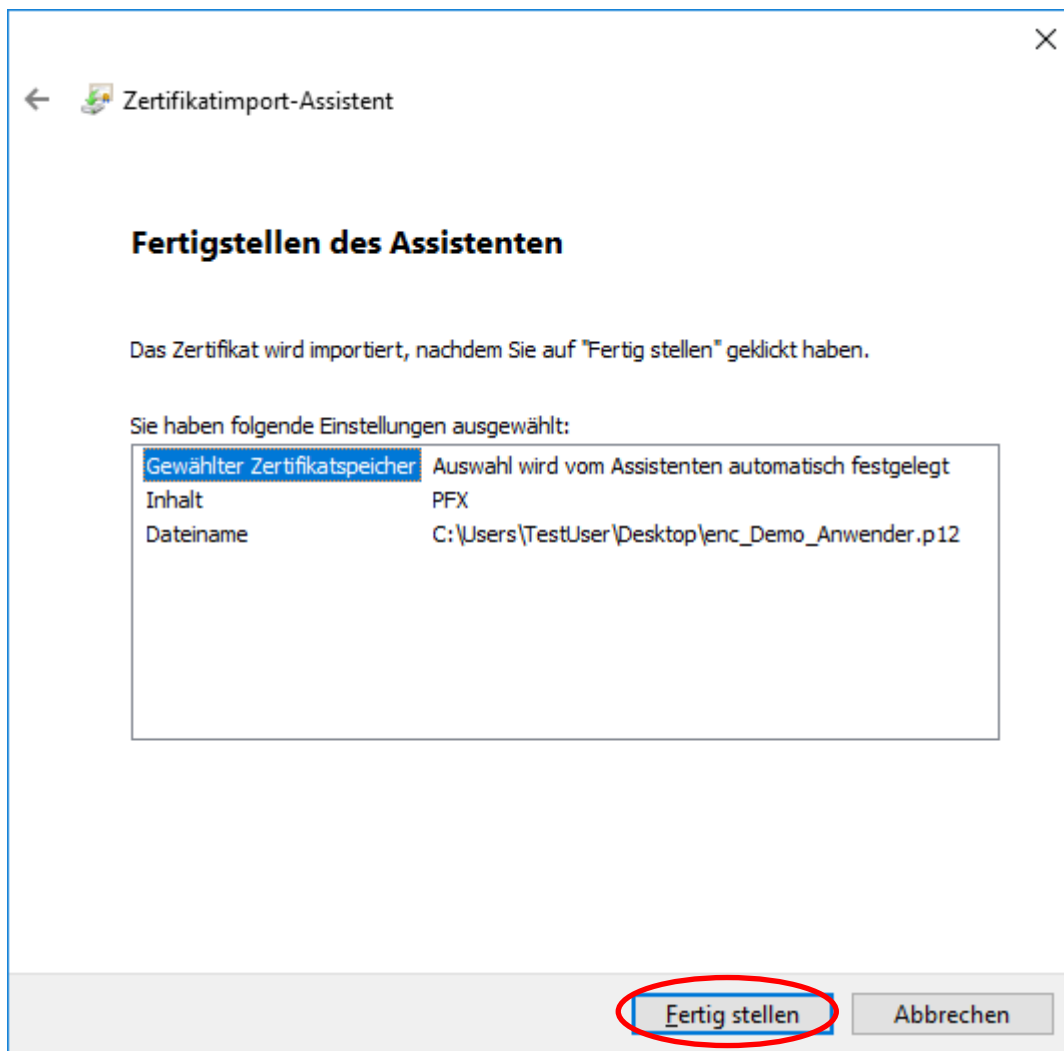 Zertifikatimport-Assistent
Fertigstellen des Assistenten
Das Zertifikat wird importiert, nachdem Sie auf "Fertig stellen" geklickt haben.
Sie haben folgende Einstellungen ausgewählt:
Gewählter Zertifikatspeicher Auswahl wird vom Assistenten automatisch festgelegt
Inhalt PFX
Dateiname C:\Users\TestUser\Desktop\enc_Demo_Anwender.p12
Fertig stellen Abbrechen